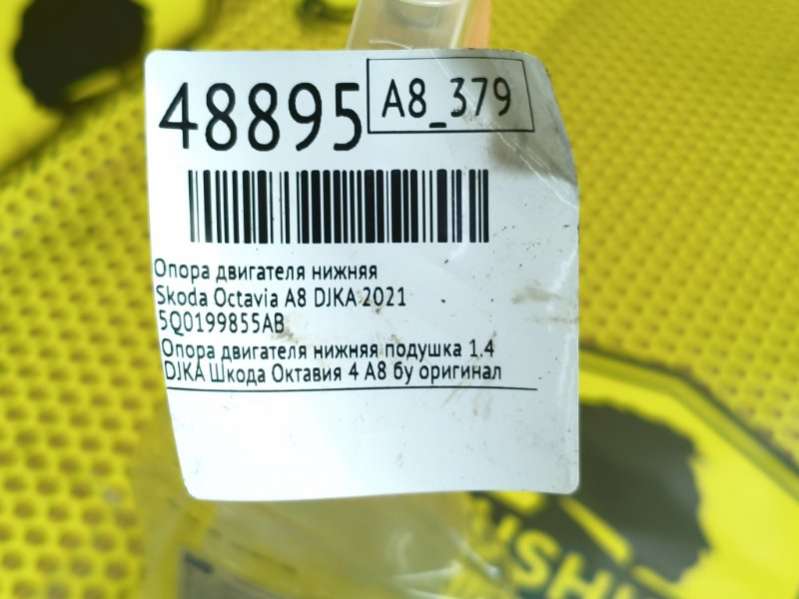 48895
A8_379
Опора двигателя нижняя
Skoda Octavia A8 DJKA 2021
5Q0199855AB
Опора двигателя нижняя подушка 1.4
DJKA Шкода Октавия 4 А8 бу оригинал